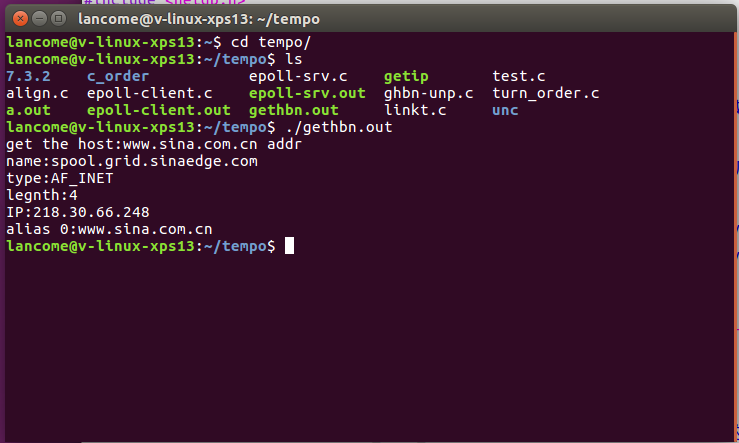 #include <netdb.h>
lancome@v-linux-xps13: ~/tempo
lancome@v-linux-xps13:~$ cd tempo/
lancome@v-linux-xps13:~/tempo$ ls
7.3.2 c_order epoll-srv.c getip test.c
align.c epoll-client.c epoll-srv.out ghbn-unp.c turn_order.c
a.out epoll-client.out gethbn.out linkt.c unc
lancome@v-linux-xps13:~/tempo$ ./gethbn.out
get the host:www.sina.com.cn addr
name:spool.grid.sinaedge.com
type:AF_INET
legnth:4
IP:218.30.66.248
alias 0:www.sina.com.cn
lancome@v-linux-xps13:~/tempo$